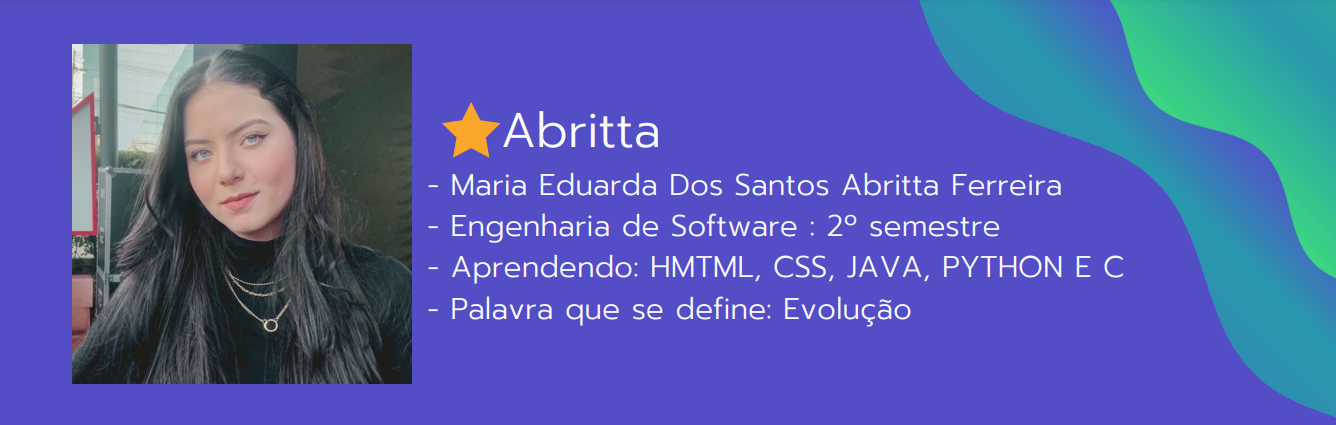 Abritta
- Maria Eduarda Dos Santos Abritta Ferreira
- Engenharia de Software : 2º semestre
- Aprendendo: HMTML, CSS, JAVA, PYTHON E C
- Palavra que se define: Evolução